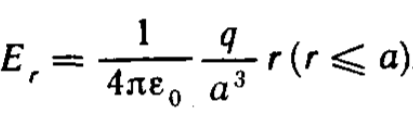 $E_r = \frac{1}{4\pi\varepsilon_0} \frac{q}{a^3} r (r \leqslant a)$